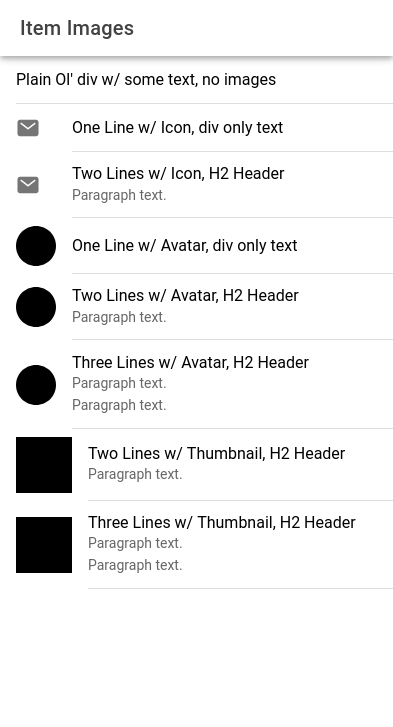 Item Images
Plain Ol' div w/ some text, no images
One Line w/ Icon, div only text
Two Lines w/ Icon, H2 Header
Paragraph text.
One Line w/ Avatar, div only text
Two Lines w/ Avatar, H2 Header
Paragraph text.
Three Lines w/ Avatar, H2 Header
Paragraph text.
Paragraph text.
Two Lines w/ Thumbnail, H2 Header
Paragraph text.
Three Lines w/ Thumbnail, H2 Header
Paragraph text.
Paragraph text.